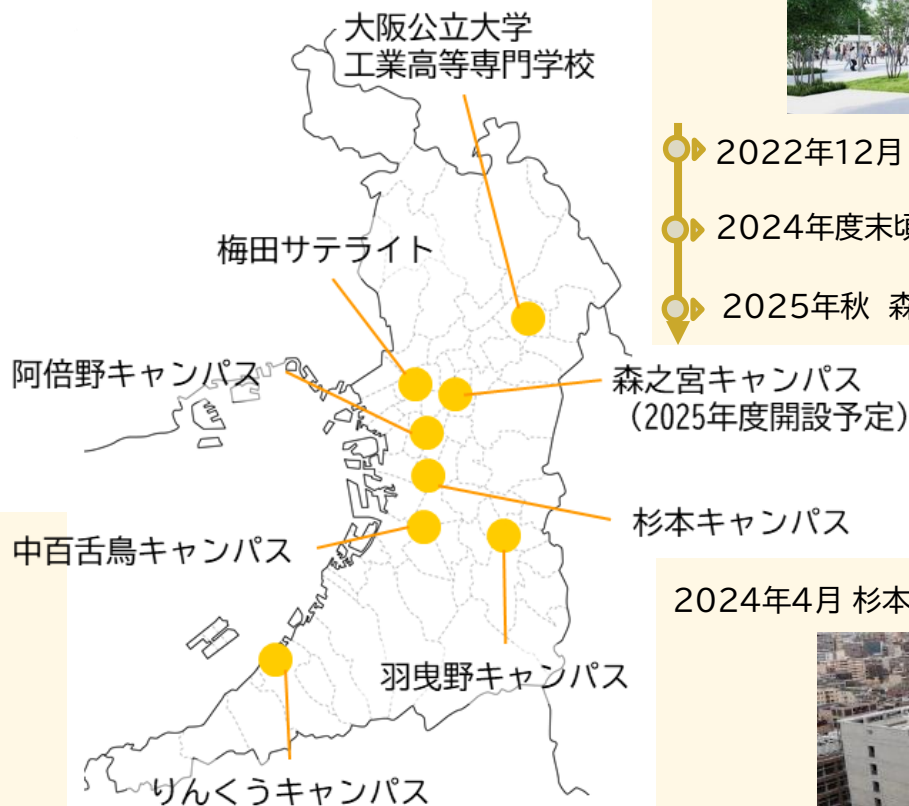 大阪公立大学
工業高等専門学校
梅田サテライト
阿倍野キャンパス
森之宮キャンパス
（2025年度開設予定）
杉本キャンパス
中百舌鳥キャンパス
羽曳野キャンパス
りんくうキャンパス
2022年12月
2024年度末頃
2025年秋 森
2024年4月 杉本